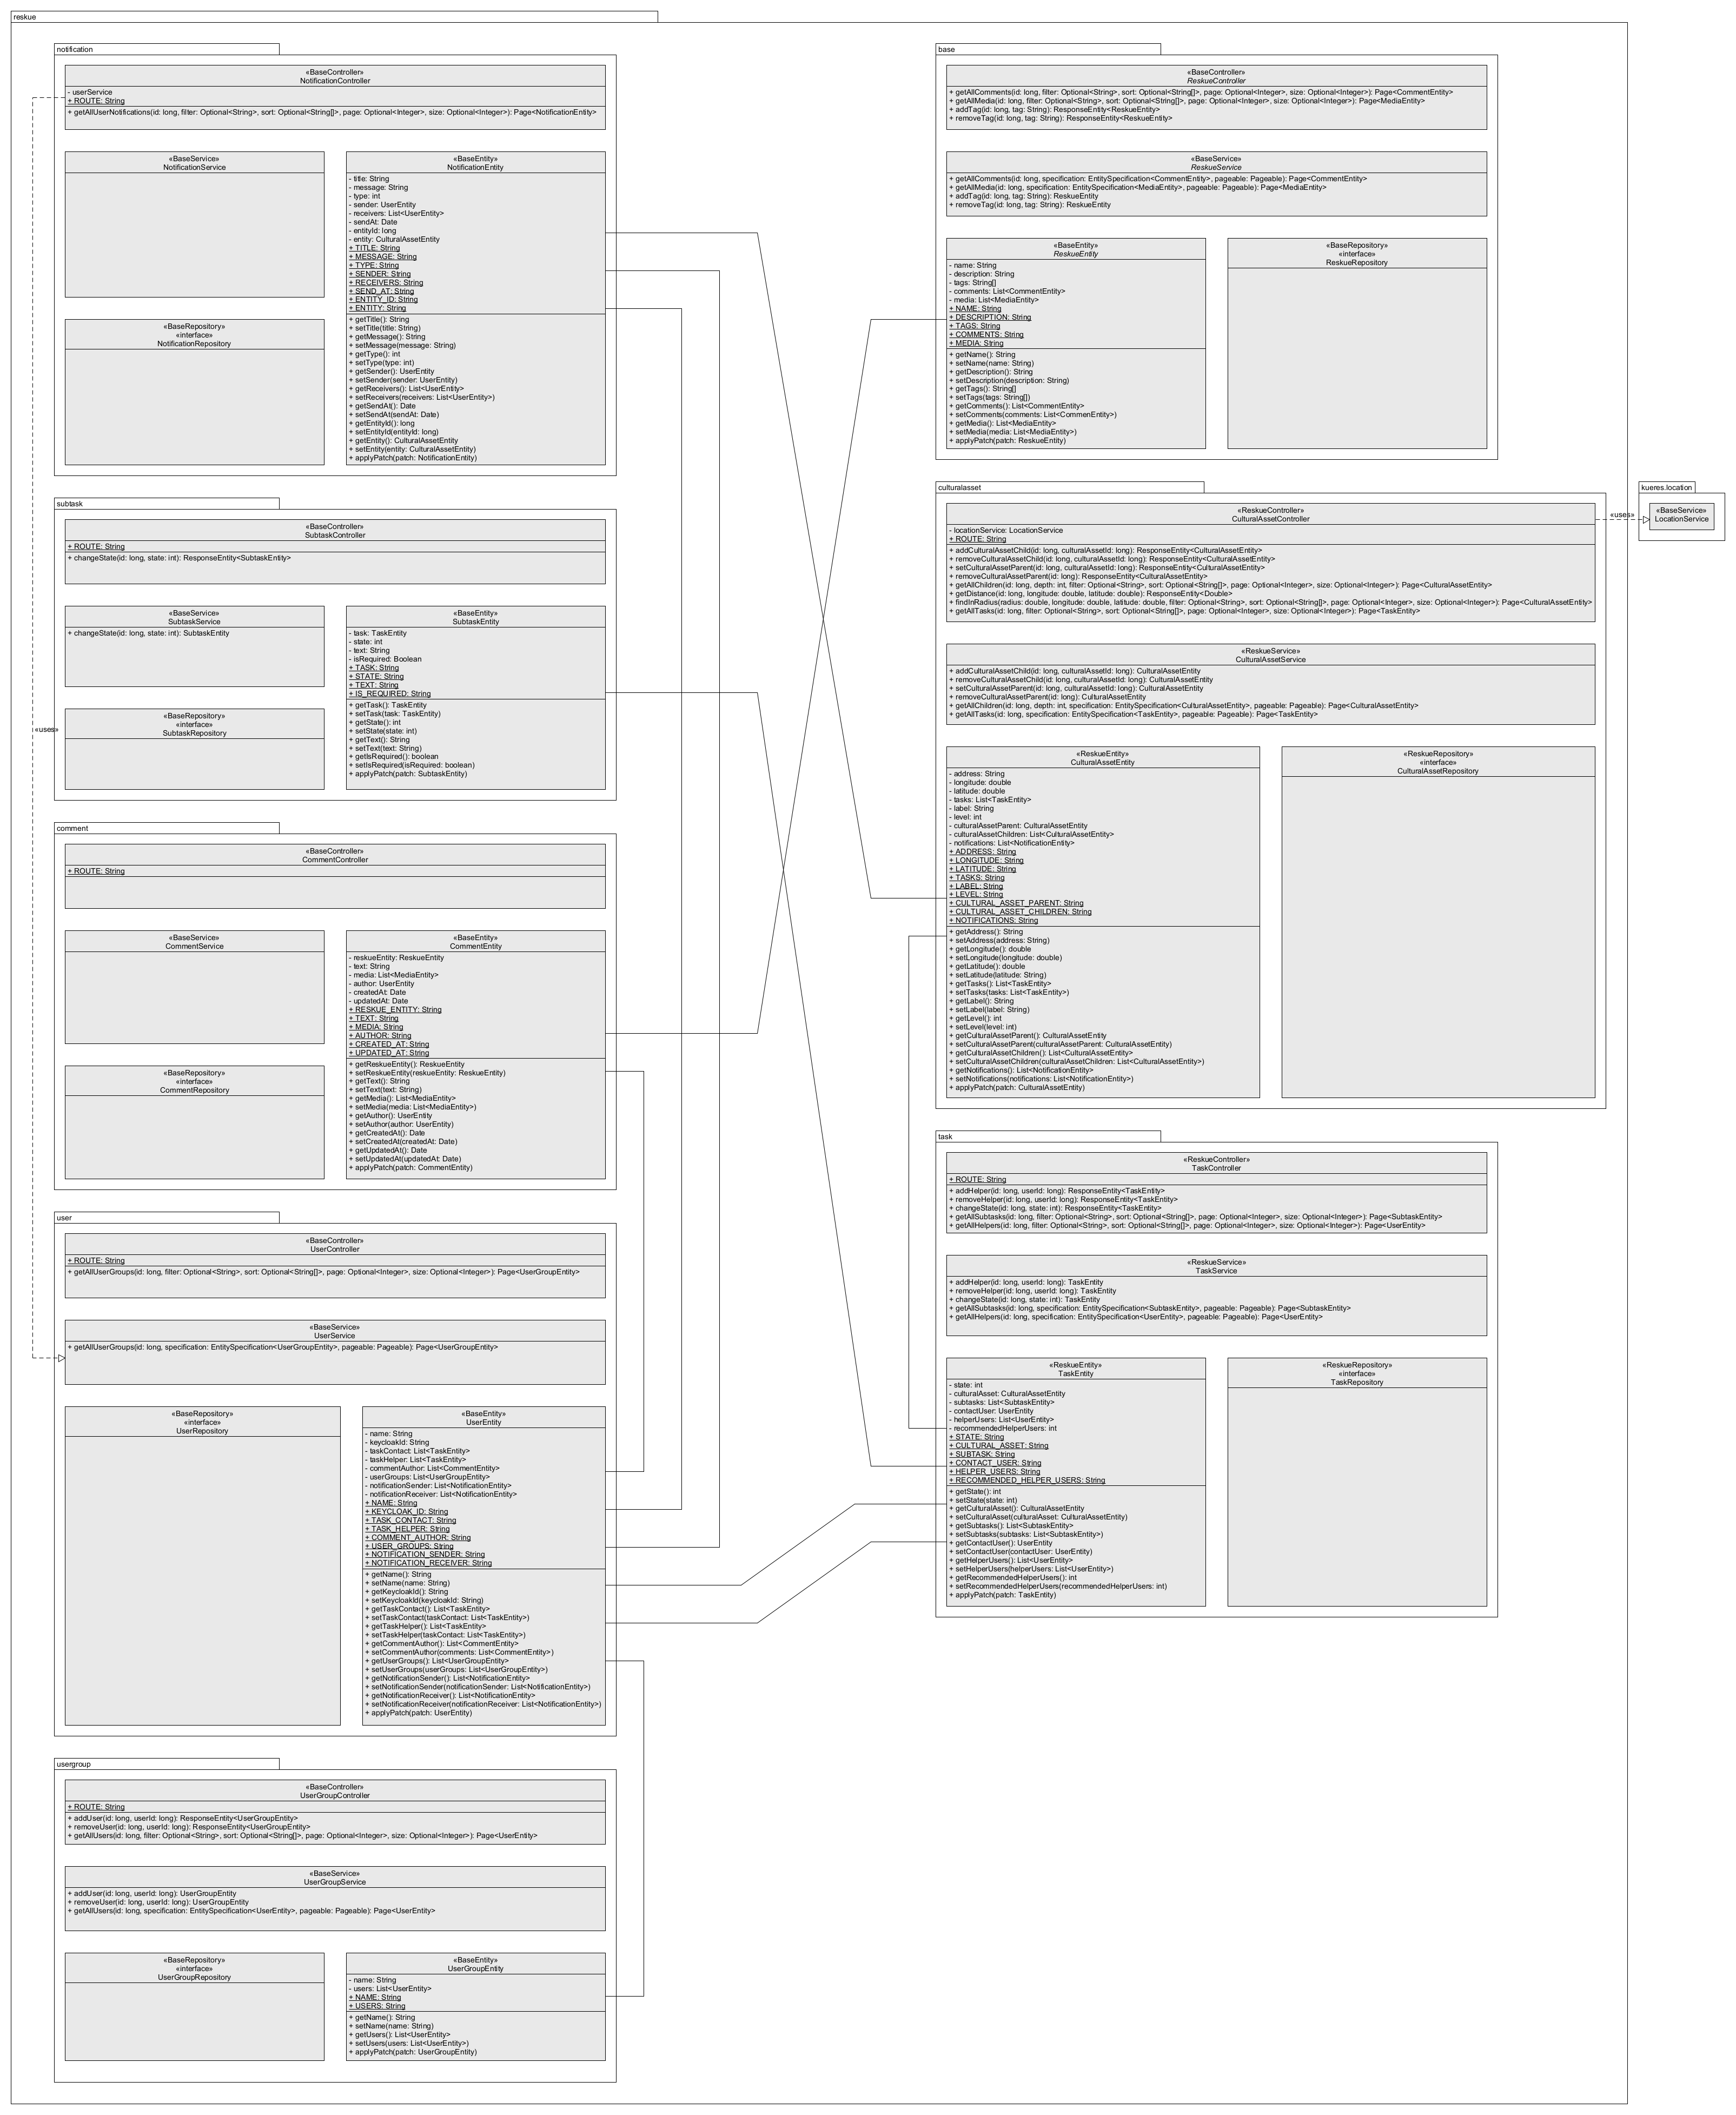 reskue
notification
«BaseController»
NotificationController
- userService
+ ROUTE: String
+ getAllUserNotifications(id: long, filter: Optional<String>, sort: Optional<String[]>, page: Optional<Integer>, size: Optional<Integer>): Page<NotificationEntity>
«BaseService»
NotificationService
«BaseEntity»
NotificationEntity
- title: String
- message: String
- type: int
- sender: UserEntity
- receivers: List<UserEntity>
- sendAt: Date
- entityId: long
- entity: CulturalAssetEntity
+ TITLE: String
+ MESSAGE: String
+ TYPE: String
+ SENDER: String
+ RECEIVERS: String
+ SEND_AT: String
+ ENTITY_ID: String
+ ENTITY: String
+ getTitle(): String
+ setTitle(title: String)
+ getMessage(): String
+ setMessage(message: String)
+ getType(): int
+ setType(type: int)
+ getSender(): UserEntity
+ setSender(sender: UserEntity)
+ getReceivers(): List<UserEntity>
+ setReceivers(receivers: List<UserEntity>)
+ getSendAt(): Date
+ setSendAt(sendAt: Date)
+ getEntityId(): long
+ setEntityId(entityId: long)
+ getEntity(): CulturalAssetEntity
+ setEntity(entity: CulturalAssetEntity)
+ applyPatch(patch: NotificationEntity)
«BaseRepository»
«interface»
NotificationRepository
subtask
«BaseController»
SubtaskController
+ ROUTE: String
+ changeState(id: long, state: int): ResponseEntity<SubtaskEntity>
«BaseService»
SubtaskService
+ changeState(id: long, state: int): SubtaskEntity
«BaseEntity»
SubtaskEntity
- task: TaskEntity
- state: int
- text: String
- isRequired: Boolean
+ TASK: String
+ STATE: String
+ TEXT: String
+ IS_REQUIRED: String
+ getTask(): TaskEntity
+ setTask(task: TaskEntity)
+ getState(): int
+ setState(state: int)
+ getText(): String
+ setText(text: String)
+ getIsRequired(): boolean
+ setIsRequired(isRequired: boolean)
+ applyPatch(patch: SubtaskEntity)
«BaseRepository»
«interface»
SubtaskRepository
«uses»
comment
«BaseController»
CommentController
+ ROUTE: String
«BaseService»
CommentService
«BaseEntity»
CommentEntity
- reskueEntity: ReskueEntity
- text: String
- media: List<MediaEntity>
- author: UserEntity
- createdAt: Date
- updatedAt: Date
+ RESKUE_ENTITY: String
+ TEXT: String
+ MEDIA: String
+ AUTHOR: String
+ CREATED_AT: String
+ UPDATED_AT: String
+ getReskueEntity(): ReskueEntity
+ setReskueEntity(reskueEntity: ReskueEntity)
+ getText(): String
+ setText(text: String)
+ getMedia(): List<MediaEntity>
+ setMedia(media: List<MediaEntity>)
+ getAuthor(): UserEntity
+ setAuthor(author: UserEntity)
+ getCreatedAt(): Date
+ setCreatedAt(createdAt: Date)
+ getUpdatedAt(): Date
+ setUpdatedAt(updatedAt: Date)
+ applyPatch(patch: CommentEntity)
«BaseRepository»
«interface»
CommentRepository
user
«BaseController»
UserController
+ ROUTE: String
+ getAllUserGroups(id: long, filter: Optional<String>, sort: Optional<String[]>, page: Optional<Integer>, size: Optional<Integer>): Page<UserGroupEntity>
«BaseService»
UserService
+ getAllUserGroups(id: long, specification: EntitySpecification<UserGroupEntity>, pageable: Pageable): Page<UserGroupEntity>
«BaseRepository»
«interface»
UserRepository
«BaseEntity»
UserEntity
- name: String
- keycloakId: String
- taskContact: List<TaskEntity>
- taskHelper: List<TaskEntity>
- commentAuthor: List<CommentEntity>
- userGroups: List<UserGroupEntity>
- notificationSender: List<NotificationEntity>
- notificationReceiver: List<NotificationEntity>
+ NAME: String
+ KEYCLOAK_ID: String
+ TASK_CONTACT: String
+ TASK_HELPER: String
+ COMMENT_AUTHOR: String
+ USER_GROUPS: String
+ NOTIFICATION_SENDER: String
+ NOTIFICATION_RECEIVER: String
+ getName(): String
+ setName(name: String)
+ getKeycloakId(): String
+ setKeycloakId(keycloakId: String)
+ getTaskContact(): List<TaskEntity>
+ setTaskContact(taskContact: List<TaskEntity>)
+ getTaskHelper(): List<TaskEntity>
+ setTaskHelper(taskContact: List<TaskEntity>)
+ getCommentAuthor(): List<CommentEntity>
+ setCommentAuthor(comments: List<CommentEntity>)
+ getUserGroups(): List<UserGroupEntity>
+ setUserGroups(userGroups: List<UserGroupEntity>)
+ getNotificationSender(): List<NotificationEntity>
+ setNotificationSender(notificationSender: List<NotificationEntity>)
+ getNotificationReceiver(): List<NotificationEntity>
+ setNotificationReceiver(notificationReceiver: List<NotificationEntity>)
+ applyPatch(patch: UserEntity)
usergroup
«BaseController»
UserGroupController
+ ROUTE: String
+ addUser(id: long, userId: long): ResponseEntity<UserGroupEntity>
+ removeUser(id: long, userId: long): ResponseEntity<UserGroupEntity>
+ getAllUsers(id: long, filter: Optional<String>, sort: Optional<String[]>, page: Optional<Integer>, size: Optional<Integer>): Page<UserEntity>
«BaseService»
UserGroupService
+ addUser(id: long, userId: long): UserGroupEntity
+ removeUser(id: long, userId: long): UserGroupEntity
+ getAllUsers(id: long, specification: EntitySpecification<UserEntity>, pageable: Pageable): Page<UserEntity>
«BaseRepository»
«interface»
UserGroupRepository
«BaseEntity»
UserGroupEntity
- name: String
- users: List<UserEntity>
+ NAME: String
+ USERS: String
+ getName(): String
+ setName(name: String)
+ getUsers(): List<UserEntity>
+ setUsers(users: List<UserEntity>)
+ applyPatch(patch: UserGroupEntity)
base
«BaseController»
ReskueController
+ getAllComments(id: long, filter: Optional<String>, sort: Optional<String[]>, page: Optional<Integer>, size: Optional<Integer>): Page<CommentEntity>
+ getAllMedia(id: long, filter: Optional<String>, sort: Optional<String[]>, page: Optional<Integer>, size: Optional<Integer>): Page<MediaEntity>
+ addTag(id: long, tag: String): ResponseEntity<ReskueEntity>
+ removeTag(id: long, tag: String): ResponseEntity<ReskueEntity>
«BaseService»
ReskueService
+ getAllComments(id: long, specification: EntitySpecification<CommentEntity>, pageable: Pageable): Page<CommentEntity>
+ getAllMedia(id: long, specification: EntitySpecification<MediaEntity>, pageable: Pageable): Page<MediaEntity>
+ addTag(id: long, tag: String): ReskueEntity
+ removeTag(id: long, tag: String): ReskueEntity
«BaseEntity»
ReskueEntity
- name: String
- description: String
- tags: String[]
- comments: List<CommentEntity>
- media: List<MediaEntity>
+ NAME: String
+ DESCRIPTION: String
+ TAGS: String
+ COMMENTS: String
+ MEDIA: String
+ getName(): String
+ setName(name: String)
+ getDescription(): String
+ setDescription(description: String)
+ getTags(): String[]
+ setTags(tags: String[])
+ getComments(): List<CommentEntity>
+ setComments(comments: List<CommenEntity>)
+ getMedia(): List<MediaEntity>
+ setMedia(media: List<MediaEntity>)
+ applyPatch(patch: ReskueEntity)
«BaseRepository»
«interface»
ReskueRepository
culturalasset
«ReskueController»
CulturalAssetController
- locationService: LocationService
+ ROUTE: String
+ addCulturalAssetChild(id: long, culturalAssetId: long): ResponseEntity<CulturalAssetEntity>
+ removeCulturalAssetChild(id: long, culturalAssetId: long): ResponseEntity<CulturalAssetEntity>
+ setCulturalAssetParent(id: long, culturalAssetId: long): ResponseEntity<CulturalAssetEntity>
+ removeCulturalAssetParent(id: long): ResponseEntity<CulturalAssetEntity>
+ getAllChildren(id: long, depth: int, filter: Optional<String>, sort: Optional<String[]>, page: Optional<Integer>, size: Optional<Integer>): Page<CulturalAssetEntity>
+ getDistance(id: long, longitude: double, latitude: double): ResponseEntity<Double>
+ findInRadius(radius: double, longitude: double, latitude: double, filter: Optional<String>, sort: Optional<String[]>, page: Optional<Integer>, size: Optional<Integer>): Page<CulturalAssetEntity>
+ getAllTasks(id: long, filter: Optional<String>, sort: Optional<String[]>, page: Optional<Integer>, size: Optional<Integer>): Page<TaskEntity>
«ReskueService»
CulturalAssetService
+ addCulturalAssetChild(id: long, culturalAssetId: long): CulturalAssetEntity
+ removeCulturalAssetChild(id: long, culturalAssetId: long): CulturalAssetEntity
+ setCulturalAssetParent(id: long, culturalAssetId: long): CulturalAssetEntity
+ removeCulturalAssetParent(id: long): CulturalAssetEntity
+ getAllChildren(id: long, depth: int, specification: EntitySpecification<CulturalAssetEntity>, pageable: Pageable): Page<CulturalAssetEntity>
+ getAllTasks(id: long, specification: EntitySpecification<TaskEntity>, pageable: Pageable): Page<TaskEntity>
«ReskueEntity»
CulturalAssetEntity
- address: String
- longitude: double
- latitude: double
- tasks: List<TaskEntity>
- label: String
- level: int
- culturalAssetParent: CulturalAssetEntity
- culturalAssetChildren: List<CulturalAssetEntity>
- notifications: List<NotificationEntity>
+ ADDRESS: String
+ LONGITUDE: String
+ LATITUDE: String
+ TASKS: String
+ LABEL: String
+ LEVEL: String
+ CULTURAL_ASSET_PARENT: String
+ CULTURAL_ASSET_CHILDREN: String
+ NOTIFICATIONS: String
+ getAddress(): String
+ setAddress(address: String)
+ getLongitude(): double
+ setLongitude(longitude: double)
+ getLatitude(): double
+ setLatitude(latitude: String)
+ getTasks(): List<TaskEntity>
+ setTasks(tasks: List<TaskEntity>)
+ getLabel(): String
+ setLabel(label: String)
+ getLevel(): int
+ setLevel(level: int)
+ getCulturalAssetParent(): CulturalAssetEntity
+ setCulturalAssetParent(culturalAssetParent: CulturalAssetEntity)
+ getCulturalAssetChildren(): List<CulturalAssetEntity>
+ setCulturalAssetChildren(culturalAssetChildren: List<CulturalAssetEntity>)
+ getNotifications(): List<NotificationEntity>
+ setNotifications(notifications: List<NotificationEntity>)
+ applyPatch(patch: CulturalAssetEntity)
«ReskueRepository»
«interface»
CulturalAssetRepository
«uses»
kueres.location
«BaseService»
LocationService
task
«ReskueController»
TaskController
+ ROUTE: String
+ addHelper(id: long, userId: long): ResponseEntity<TaskEntity>
+ removeHelper(id: long, userId: long): ResponseEntity<TaskEntity>
+ changeState(id: long, state: int): ResponseEntity<TaskEntity>
+ getAllSubtasks(id: long, filter: Optional<String>, sort: Optional<String[]>, page: Optional<Integer>, size: Optional<Integer>): Page<SubtaskEntity>
+ getAllHelpers(id: long, filter: Optional<String>, sort: Optional<String[]>, page: Optional<Integer>, size: Optional<Integer>): Page<UserEntity>
«ReskueService»
TaskService
+ addHelper(id: long, userId: long): TaskEntity
+ removeHelper(id: long, userId: long): TaskEntity
+ changeState(id: long, state: int): TaskEntity
+ getAllSubtasks(id: long, specification: EntitySpecification<SubtaskEntity>, pageable: Pageable): Page<SubtaskEntity>
+ getAllHelpers(id: long, specification: EntitySpecification<UserEntity>, pageable: Pageable): Page<UserEntity>
«ReskueEntity»
TaskEntity
- state: int
- culturalAsset: CulturalAssetEntity
- subtasks: List<SubtaskEntity>
- contactUser: UserEntity
- helperUsers: List<UserEntity>
- recommendedHelperUsers: int
+ STATE: String
+ CULTURAL_ASSET: String
+ SUBTASK: String
+ CONTACT_USER: String
+ HELPER_USERS: String
+ RECOMMENDED_HELPER_USERS: String
+ getState(): int
+ setState(state: int)
+ getCulturalAsset(): CulturalAssetEntity
+ setCulturalAsset(culturalAsset: CulturalAssetEntity)
+ getSubtasks(): List<SubtaskEntity>
+ setSubtasks(subtasks: List<SubtaskEntity>)
+ getContactUser(): UserEntity
+ setContactUser(contactUser: UserEntity)
+ getHelperUsers(): List<UserEntity>
+ setHelperUsers(helperUsers: List<UserEntity>)
+ getRecommendedHelperUsers(): int
+ setRecommendedHelperUsers(recommendedHelperUsers: int)
+ applyPatch(patch: TaskEntity)
«ReskueRepository»
«interface»
TaskRepository